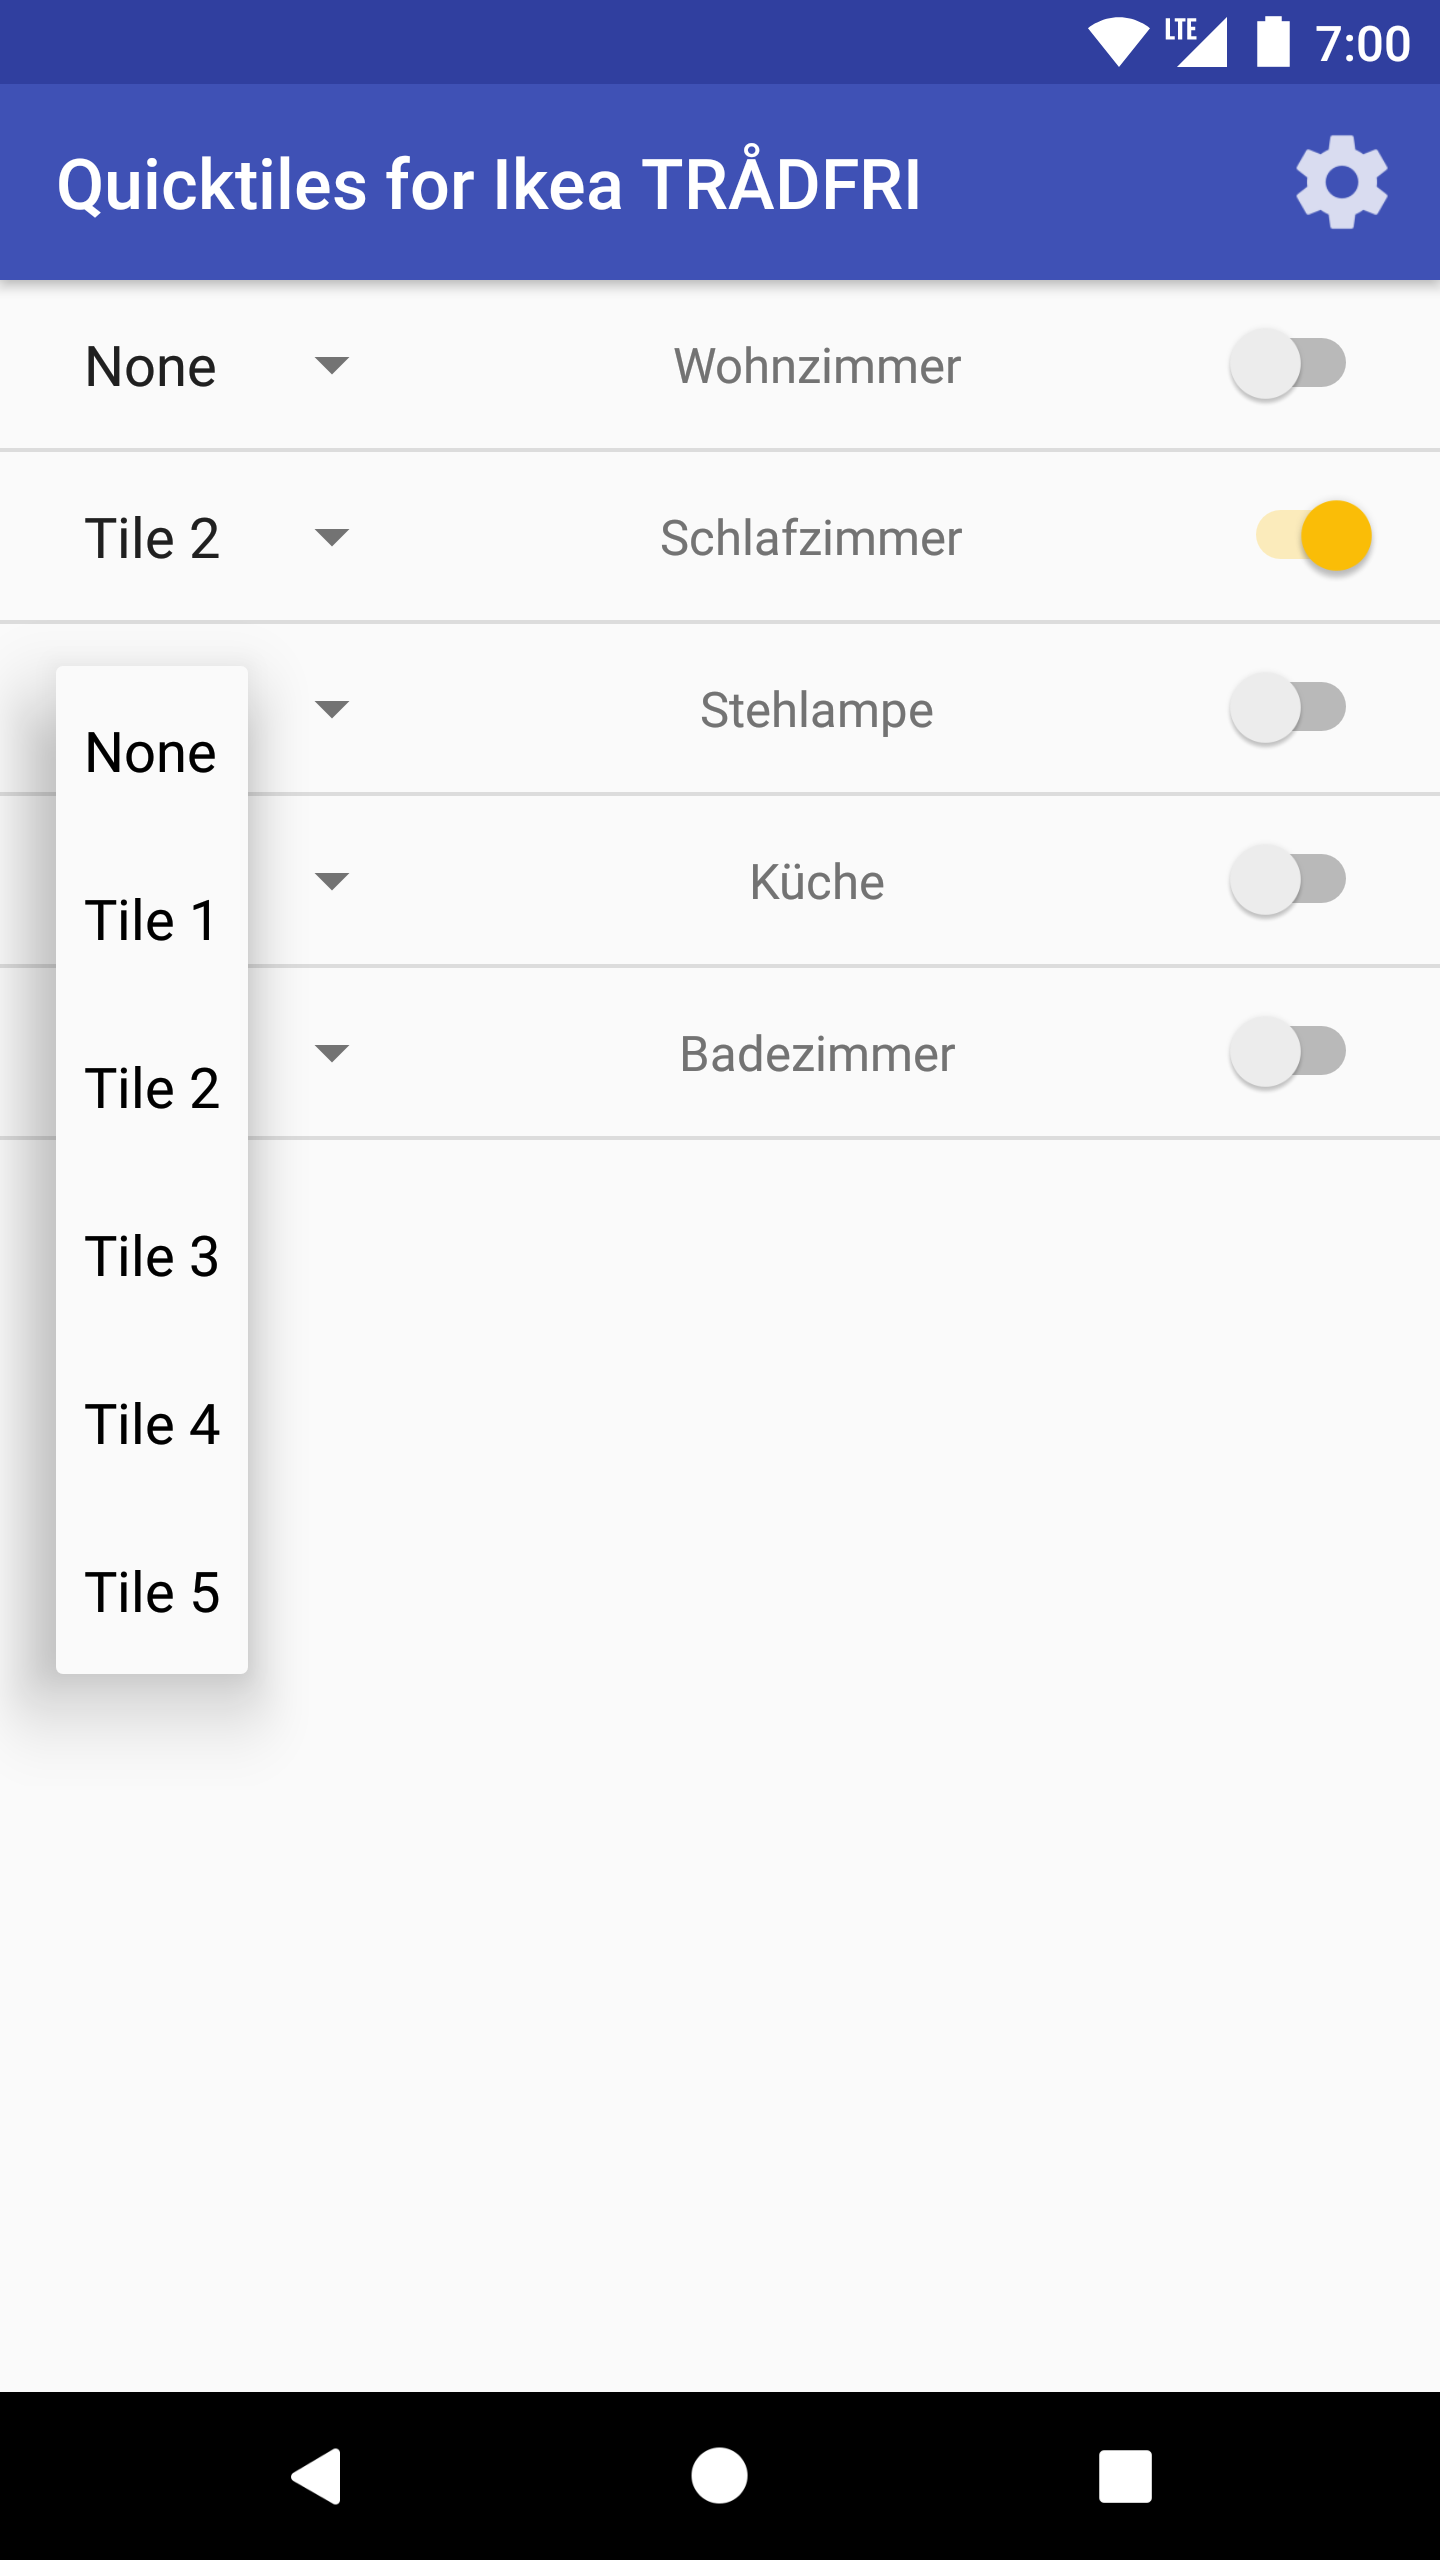 LTE 7:00
Quicktiles for Ikea TRÅDFRI
None Wohnzimmer
Tile 2 Schlafzimmer
Stehlampe
None
Küche
Tile 1
Badezimmer
Tile 2
Tile 3
Tile 4
Tile 5